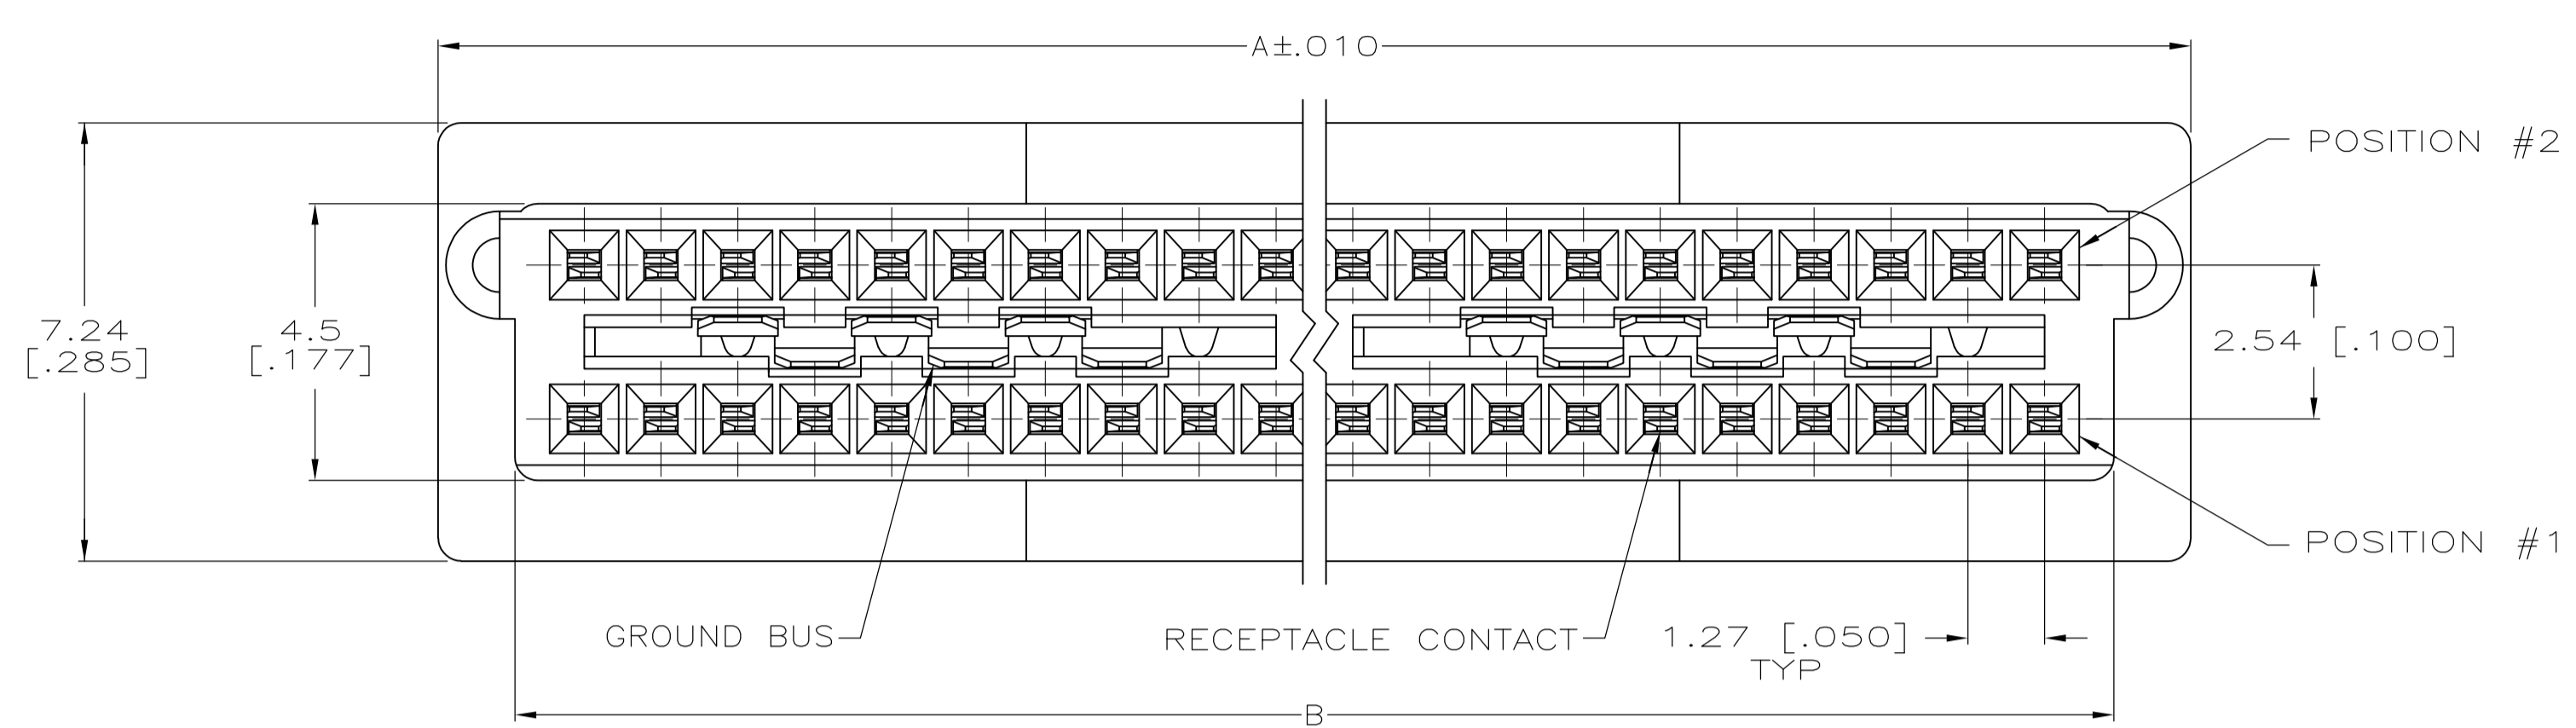 A±.010
POSITION #2
7.24
[.285]
4.5
[.177]
2.54 [.100]
POSITION #1
GROUND BUS
RECEPTACLE CONTACT
1.27 [.050]
TYP
B